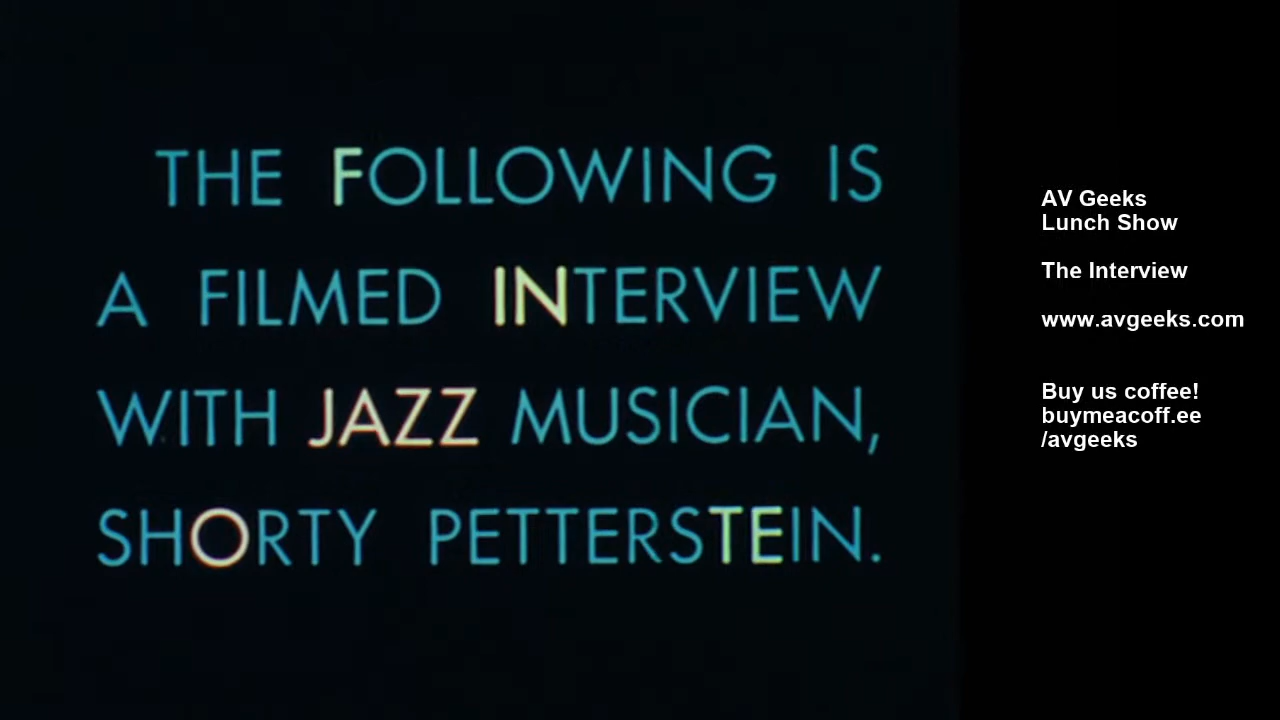 THE FOLLOWING IS
A FILMED INTERVIEW
WITH JAZZ MUSICIAN,
SHORTY PETTERSTEIN.
AV Geeks
Lunch Show
The Interview
www.avgeeks.com
Buy us coffee!
buymeacoff.ee
/avgeeks